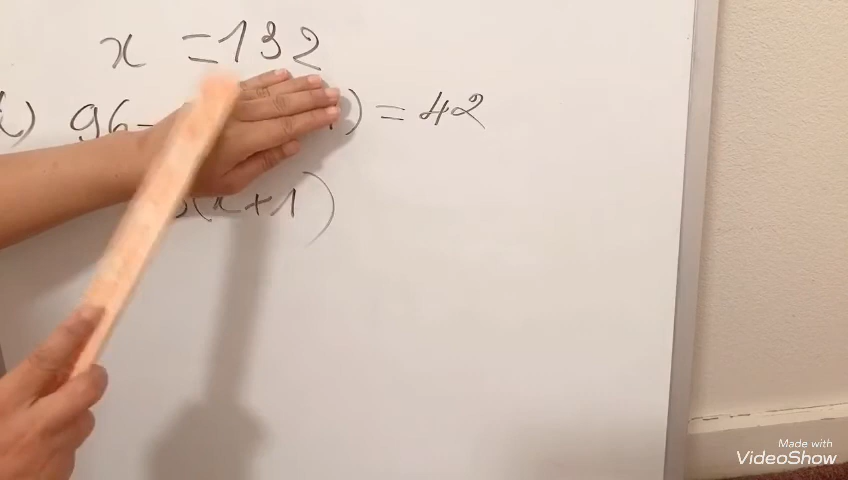 x = 132
96 - ) = 42
(x+1)
Made with
VideoShow